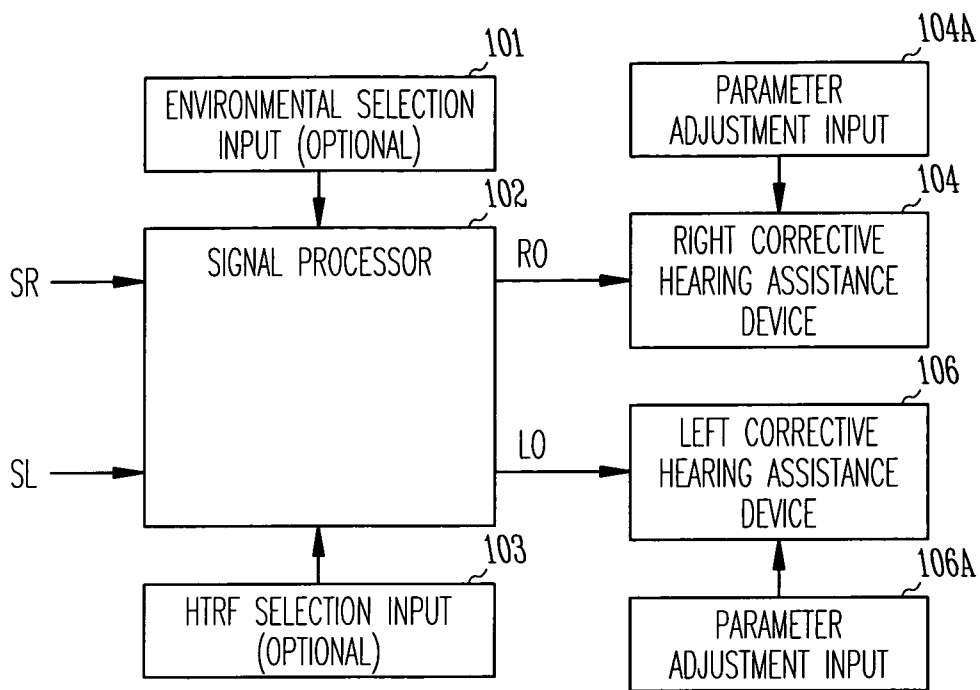 101
ENVIRONMENTAL SELECTION
INPUT (OPTIONAL)
104A
PARAMETER
ADJUSTMENT INPUT
102
SIGNAL PROCESSOR
SR
SL
RO
LO
104
RIGHT CORRECTIVE
HEARING ASSISTANCE
DEVICE
106
LEFT CORRECTIVE
HEARING ASSISTANCE
DEVICE
103
HTRF SELECTION INPUT
(OPTIONAL)
106A
PARAMETER
ADJUSTMENT INPUT